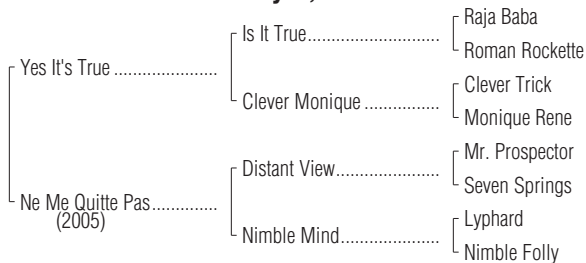 Raja Baba
Is It True
Roman Rockette
Yes It's True
Clever Trick
Clever Monique
Monique Rene
Mr. Prospector
Distant View
Seven Springs
Ne Me Quitte Pas
(2005)
Lyphard
Nimble Mind
Nimble Folly